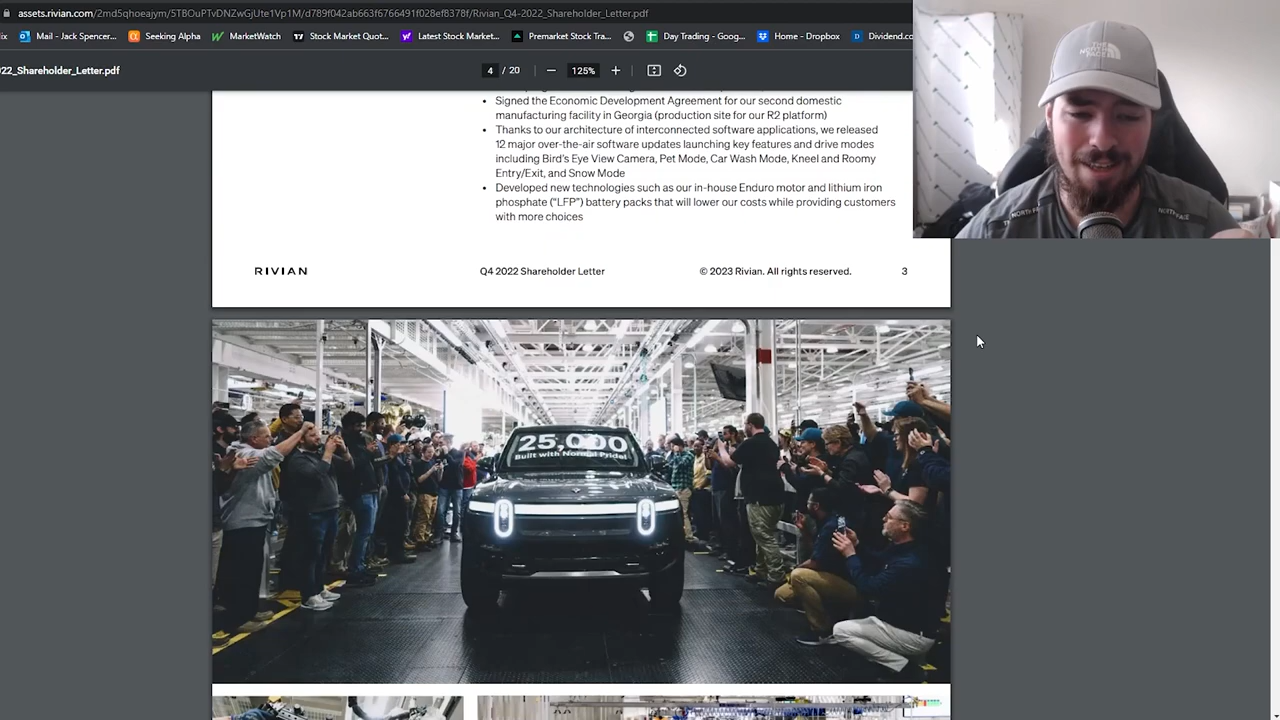 assets.rivian.com/2md5qhoeajym/5TBOuPTvDNZwGjUte1Vp1M/d789f042ab663f6766491f028ef8378f/Rivian_Q4-2022_Shareholder_Letter.pdf
ix Mail - Jack Spencer... Seeking Alpha MarketWatch Stock Market Quot... Latest Stock Market... Premarket Stock Tra... Day Trading - Goog... Home - Dropbox Dividend.co
22_Shareholder_Letter.pdf 4 / 20 — 125% +
• Signed the Economic Development Agreement for our second domestic
manufacturing facility in Georgia (production site for our R2 platform)
• Thanks to our architecture of interconnected software applications, we released
12 major over-the-air software updates launching key features and drive modes
including Bird's Eye View Camera, Pet Mode, Car Wash Mode, Kneel and Roomy
Entry/Exit, and Snow Mode
• Developed new technologies such as our in-house Enduro motor and lithium iron
phosphate ("LFP") battery packs that will lower our costs while providing customers
with more choices
RIVIAN Q4 2022 Shareholder Letter © 2023 Rivian. All rights reserved. 3
25,000
Built with Normal Pride!
THE NORTH FACE
THE NORTH FACE